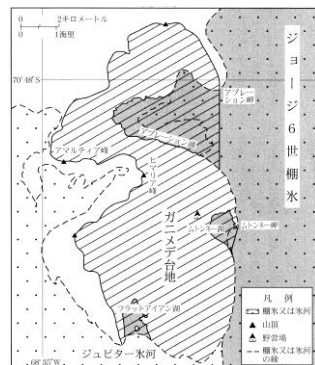 0 2キロメートル
0 1海里
70°48'S
ジョージ6世棚氷
アブレーション岬
アブレーション湖
アマルティア峰
ヒマリア峰
ガニメデ台地
ムトンネー湖
ムトンネー岬
フラットアイアン湖
ジュピター氷河
68°35'W
凡例
棚氷又は氷河
山頂
野営場
棚氷又は氷河の縁